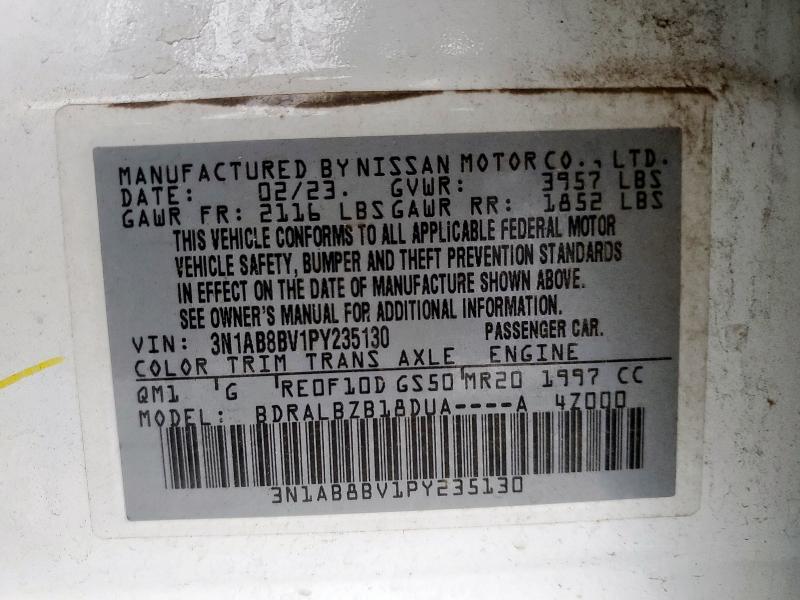 MANUFACTURED BY NISSAN MOTOR CO., LTD.
DATE: 02/23. GVWR: 3957 LBS
GAWR FR: 2116 LBS GAWR RR: 1852 LBS
THIS VEHICLE CONFORMS TO ALL APPLICABLE FEDERAL MOTOR
VEHICLE SAFETY, BUMPER AND THEFT PREVENTION STANDARDS
IN EFFECT ON THE DATE OF MANUFACTURE SHOWN ABOVE.
SEE OWNER'S MANUAL FOR ADDITIONAL INFORMATION.
VIN: 3N1AB8BV1PY235130 PASSENGER CAR.
COLOR TRIM TRANS AXLE ENGINE
QM1 G RE0F10D GS50 MR20 1997 CC
MODEL: BDRALBZB18DUA----A 4Z000
3N1AB8BV1PY235130